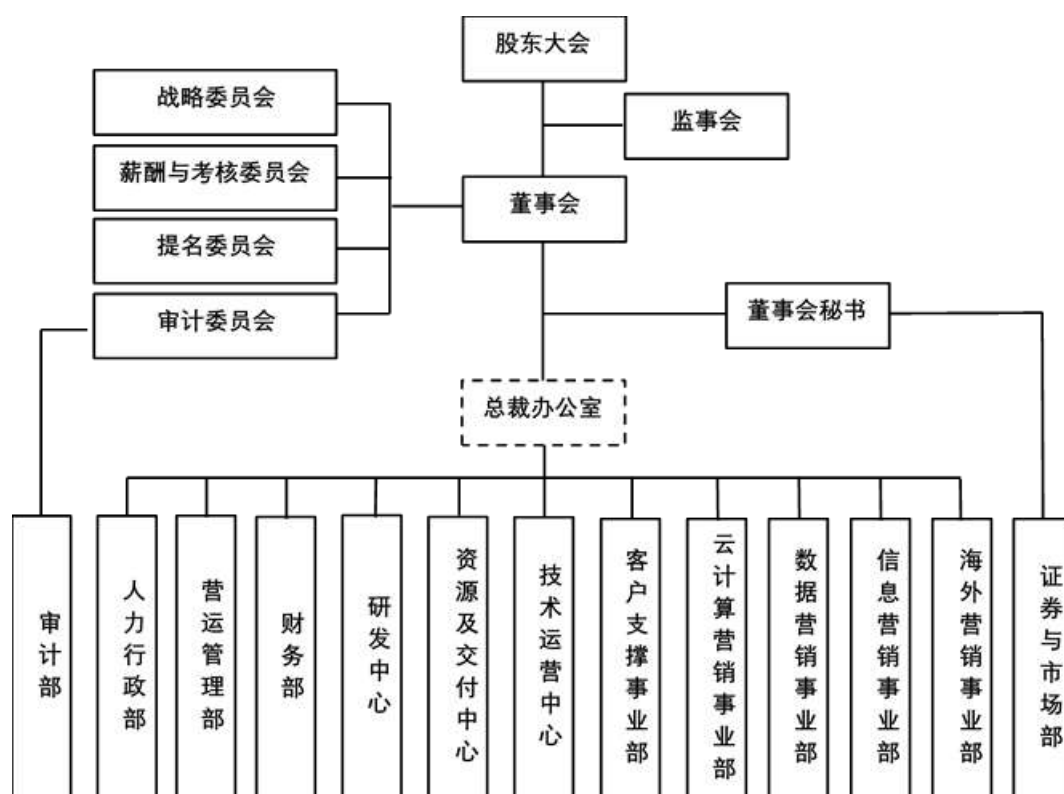 股东大会
战略委员会
监事会
薪酬与考核委员会
董事会
提名委员会
审计委员会
董事会秘书
总裁办公室
审计部
人力行政部
营运管理部
财务部
研发中心
资源及交付中心
技术运营中心
客户支撑事业部
云计算营销事业部
数据营销事业部
信息营销事业部
海外营销事业部
证券与市场部